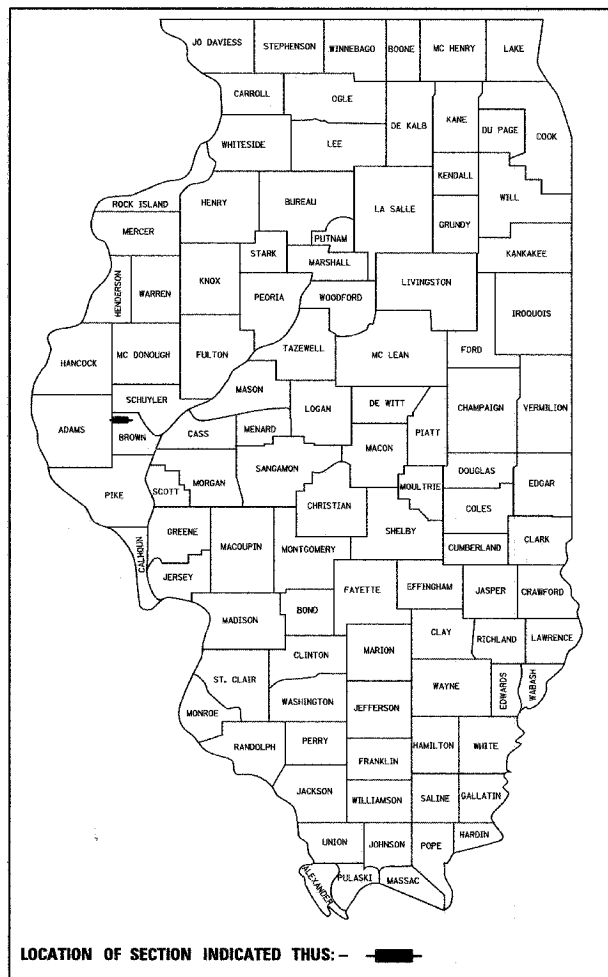 JO DAVIESS STEPHENSON WINNEBAGO BOONE MC HENRY LAKE
CARROLL OGLE DE KALB KANE DU PAGE COOK
WHITESIDE LEE KENDALL WILL
ROCK ISLAND HENRY BUREAU LA SALLE GRUNDY
MERCER STARK PUTNAM KANKAKEE
HENDERSON WARREN KNOX MARSHALL LIVINGSTON
PEORIA WOODFORD IROQUOIS
HANCOCK MC DONOUGH FULTON TAZEWELL MC LEAN FORD
SCHUYLER MASON LOGAN DE WITT CHAMPAIGN VERMILION
ADAMS BROWN CASS MENARD MACON PIATT
PIKE SCOTT MORGAN SANGAMON MOULTRIE DOUGLAS EDGAR
CHRISTIAN COLES
CALHOUN GREENE MACOUPIN MONTGOMERY SHELBY CUMBERLAND CLARK
JERSEY FAYETTE EFFINGHAM JASPER CRAWFORD
MADISON BOND CLAY RICHLAND LAWRENCE
CLINTON MARION
ST. CLAIR WASHINGTON JEFFERSON WAYNE EDWARDS WABASH
MONROE
RANDOLPH PERRY FRANKLIN HAMILTON WHITE
JACKSON WILLIAMSON SALINE GALLATIN
UNION JOHNSON POPE HARDIN
ALEXANDER PULASKI MASSAC
LOCATION OF SECTION INDICATED THUS: -